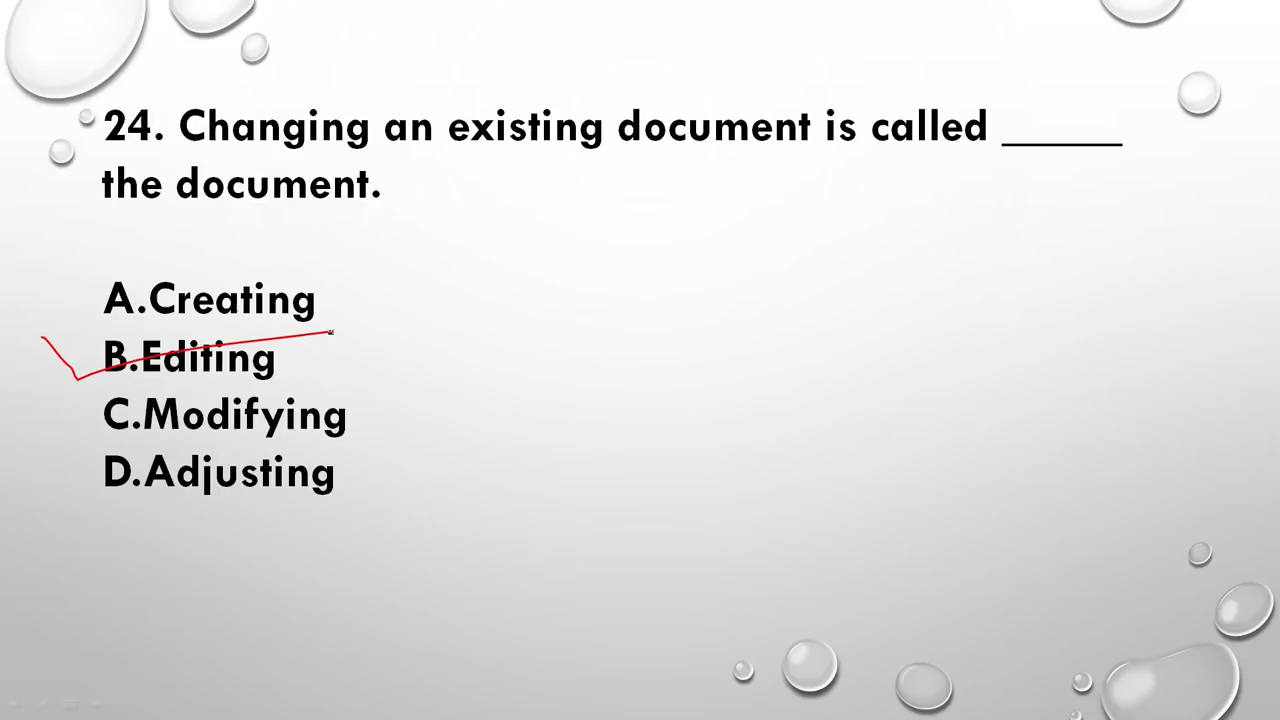 24. Changing an existing document is called ______
the document.
A.Creating
B.Editing
C.Modifying
D.Adjusting